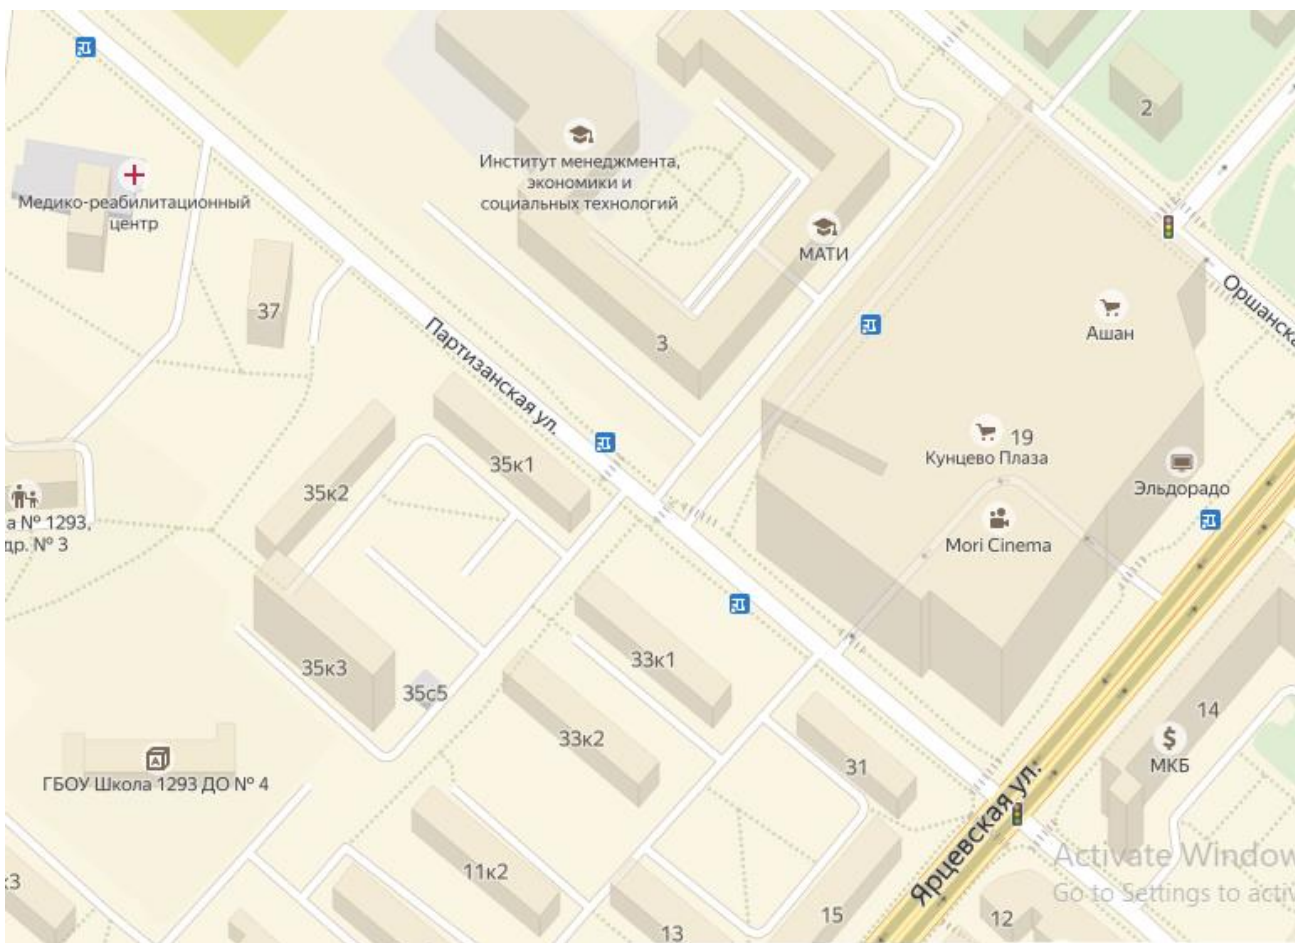 2
Институт менеджмента,
экономики и
социальных технологий
Медико-реабилитационный
центр
МАТИ
37
Оршанска
Ашан
Партизанская ул.
3
19
Кунцево Плаза
35к1
Эльдорадо
35к2
а № 1293,
др. № 3
Mori Cinema
33к1
35к3
35с5
14
33к2
МКБ
31
ГБОУ Школа 1293 ДО № 4
Ярцевская ул.
Activate Window
Go to Settings to activ
11к2
к3
15
12
13